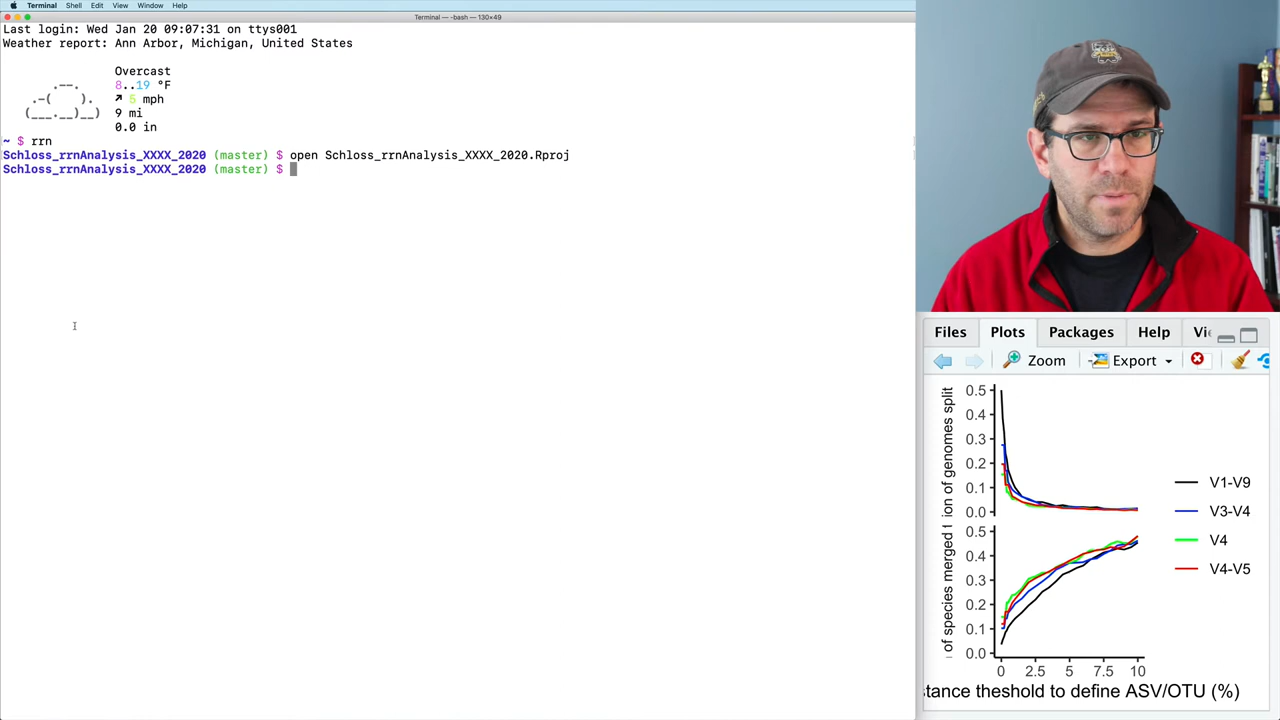 Terminal Shell Edit View Window Help
Terminal — -bash — 130×49
Last login: Wed Jan 20 09:07:31 on ttys001
Weather report: Ann Arbor, Michigan, United States
Overcast
8..19 °F
↗ 5 mph
9 mi
0.0 in
~ $ rrn
Schloss_rrnAnalysis_XXXX_2020 (master) $ open Schloss_rrnAnalysis_XXXX_2020.Rproj
Schloss_rrnAnalysis_XXXX_2020 (master) $
Files Plots Packages Help Vi
Zoom Export
ion of genomes split
0.5
0.4
0.3
0.2
0.1
0.0
of species merged t
0.5
0.4
0.3
0.2
0.1
0.0
0 2.5 5 7.5 10
stance theshold to define ASV/OTU (%)
V1-V9
V3-V4
V4
V4-V5